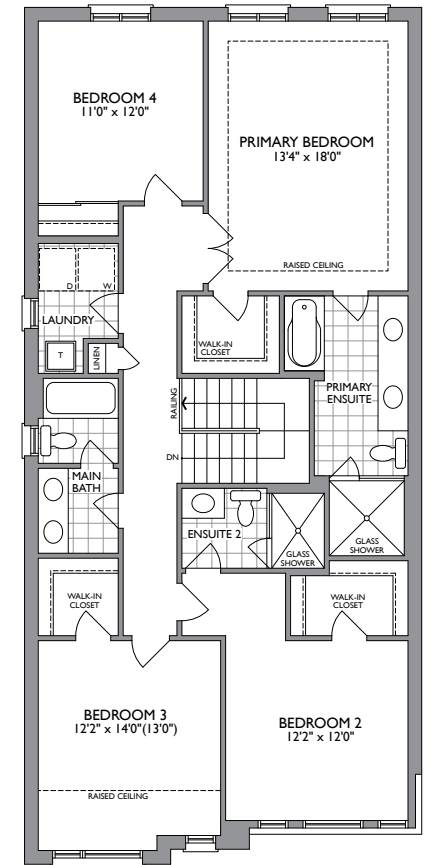 BEDROOM 4
11'0" x 12'0"
PRIMARY BEDROOM
13'4" x 18'0"
RAISED CEILING
D
W
LAUNDRY
T
LINEN
WALK-IN
CLOSET
RAILING
DN
PRIMARY
ENSUITE
MAIN
BATH
ENSUITE 2
GLASS
SHOWER
GLASS
SHOWER
WALK-IN
CLOSET
WALK-IN
CLOSET
BEDROOM 3
12'2" x 14'0"(13'0")
RAISED CEILING
BEDROOM 2
12'2" x 12'0"